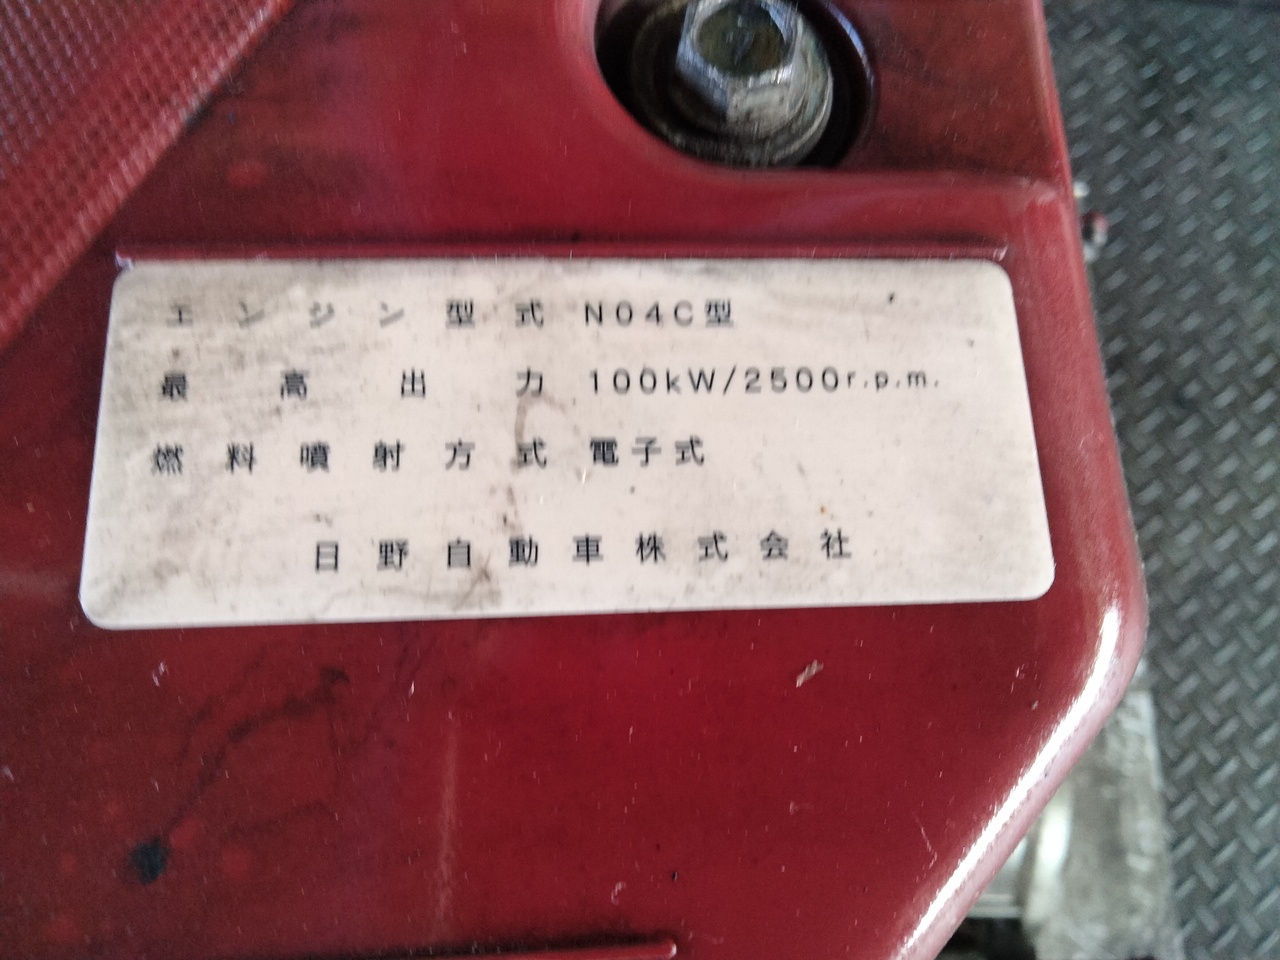 エンジン型式 N04C型
最高出力 100kW/2500r.p.m.
燃料噴射方式 電子式
日野自動車株式会社